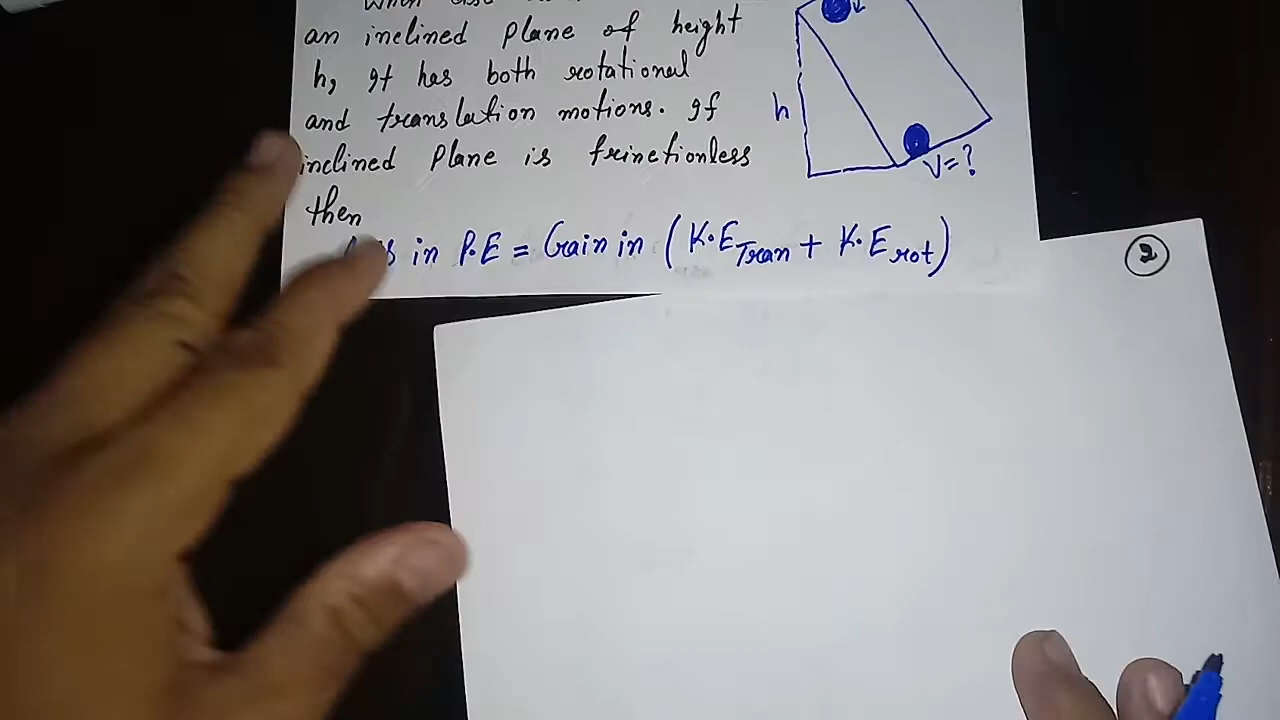 an inclined plane of height
h, It has both rotational
and translation motions. If
inclined plane is frinctionless
then
in P.E = Gain in (K.E Tran + K.E rot)
h
V=?
2